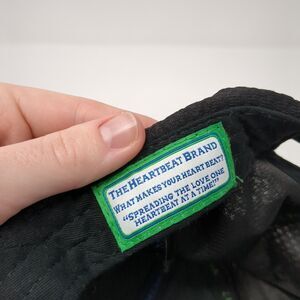 THE HEARTBEAT BRAND
WHAT MAKES YOUR HEART BEAT?
"SPREADING THE LOVE ONE
HEARTBEAT AT A TIME!"